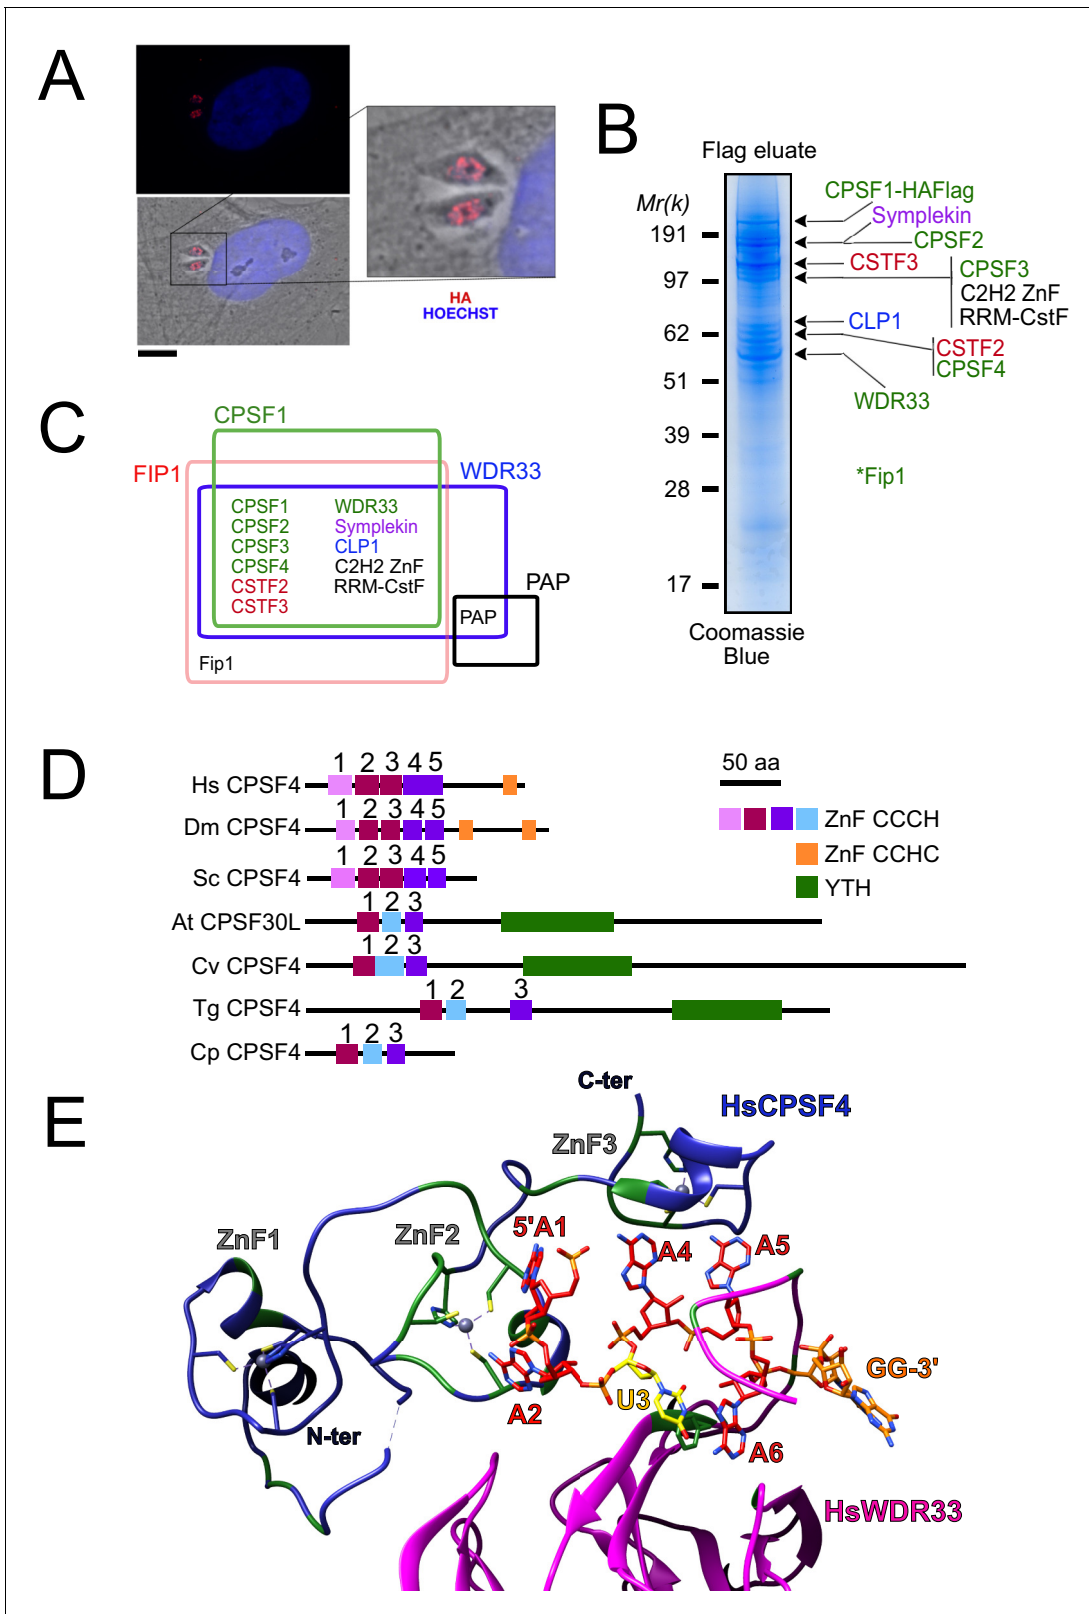 A
HA
HOECHST
B
Flag eluate
Mr(k)
191
97
62
51
39
28
17
CPSF1-HAFlag
Symplekin
CPSF2
CSTF3
CPSF3
C2H2 ZnF
RRM-CstF
CLP1
CSTF2
CPSF4
WDR33
*Fip1
Coomassie
Blue
C
CPSF1
FIP1
WDR33
CPSF1 WDR33
CPSF2 Symplekin
CPSF3 CLP1
CPSF4 C2H2 ZnF
CSTF2 RRM-CstF
CSTF3
PAP
PAP
Fip1
D
50 aa
ZnF CCCH
ZnF CCHC
YTH
1 2 3 4 5
Hs CPSF4
1 2 3 4 5
Dm CPSF4
1 2 3 4 5
Sc CPSF4
1 2 3
At CPSF30L
1 2 3
Cv CPSF4
1 2 3
Tg CPSF4
1 2 3
Cp CPSF4
E
C-ter
HsCPSF4
ZnF3
ZnF2
ZnF1
5'A1
A4
A5
GG-3'
U3
A2
A6
N-ter
HsWDR33